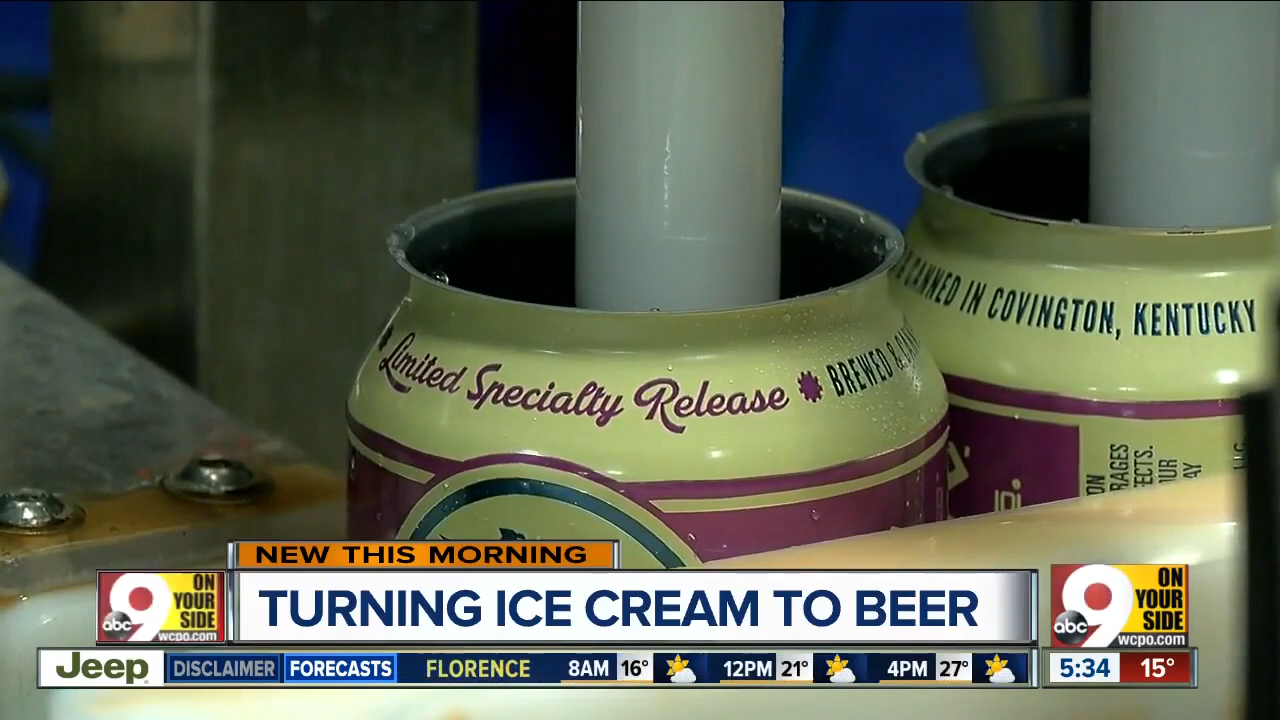 & CANNED IN COVINGTON, KENTUCKY
Limited Specialty Release
BREWED &
NEW THIS MORNING
TURNING ICE CREAM TO BEER
abc 9 ON YOUR SIDE
wcpo.com
abc 9 ON YOUR SIDE
wcpo.com
Jeep DISCLAIMER FORECASTS FLORENCE 8AM 16° 12PM 21° 4PM 27°
5:34 15°